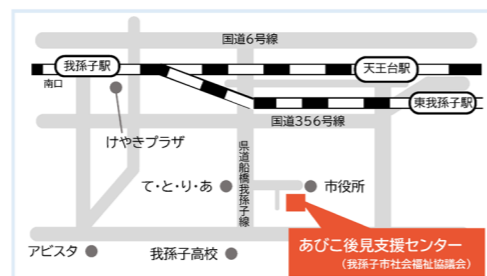 国道6号線
我孫子駅
天王台駅
南口
東我孫子駅
国道356号線
けやきプラザ
県道船橋我孫子線
て・と・り・あ
市役所
あびこ後見支援センター
(我孫子市社会福祉協議会)
アビスタ
我孫子高校